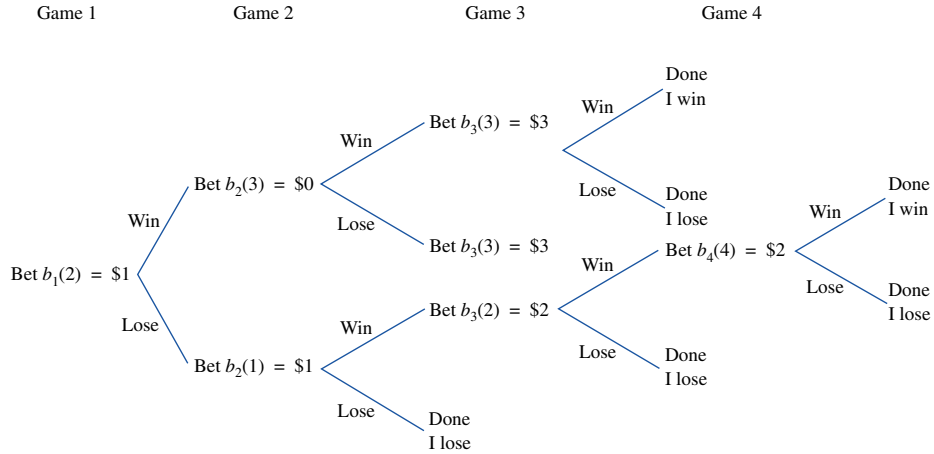 Game 1 Game 2 Game 3 Game 4
Done
I win
Win
Bet b₃(3) = $3
Win
Lose
Done
I lose
Bet b₂(3) = $0
Lose
Bet b₃(3) = $3
Win
Bet b₁(2) = $1
Lose
Win
Bet b₄(4) = $2
Win
Done
I win
Lose
Done
I lose
Bet b₃(2) = $2
Win
Lose
Done
I lose
Bet b₂(1) = $1
Lose
Done
I lose